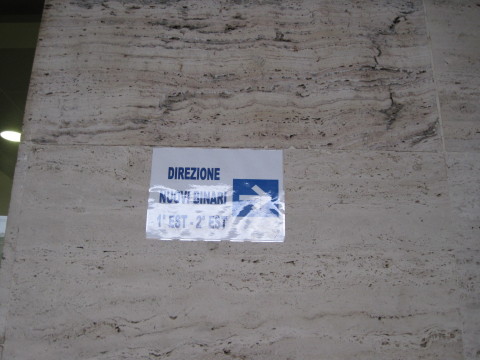 DIREZIONE
NUOVI BINARI
1° EST - 2° EST